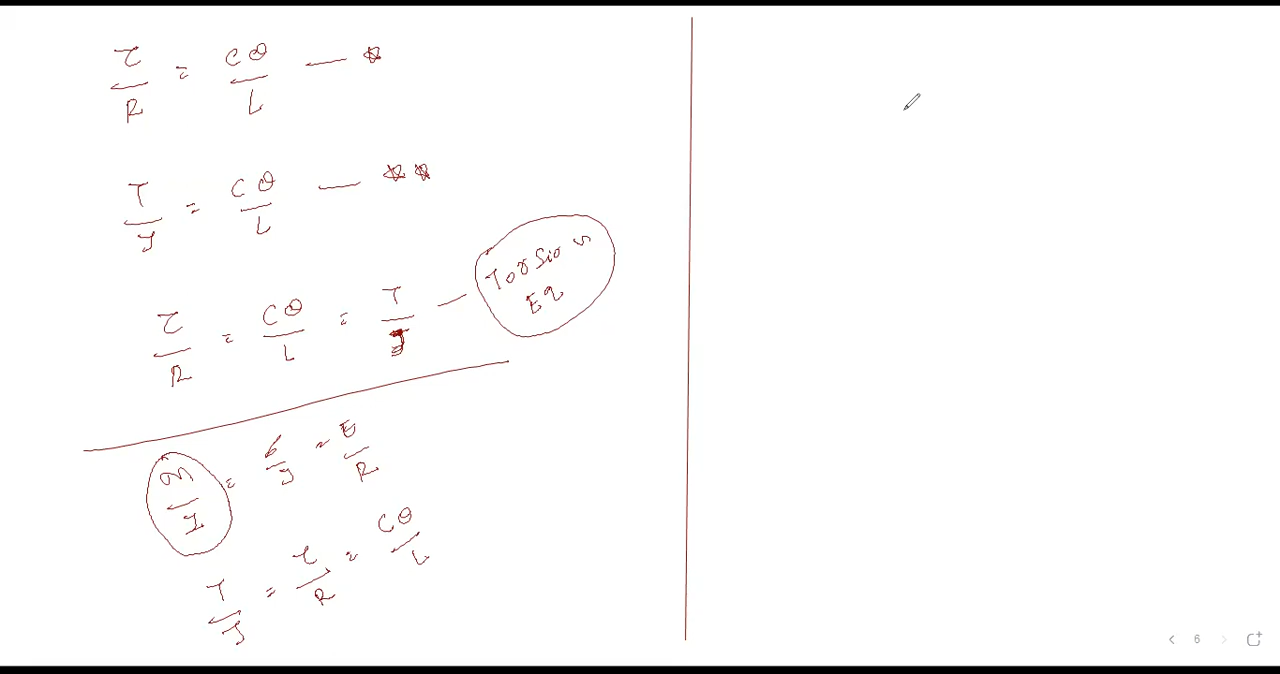 τ/R = Cθ/L — *
T/J = Cθ/L — **
τ/R = Cθ/L = T/J — Torsion Eq
M/I = σ/y = E/R
T/J = τ/R = Cθ/L
6